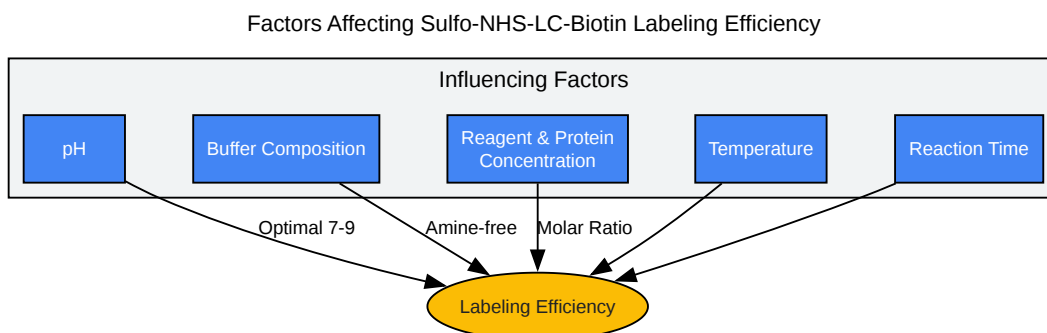 Factors Affecting Sulfo-NHS-LC-Biotin Labeling Efficiency
Influencing Factors
pH
Buffer Composition
Reagent & Protein
Concentration
Temperature
Reaction Time
Optimal 7-9
Amine-free
Molar Ratio
Labeling Efficiency